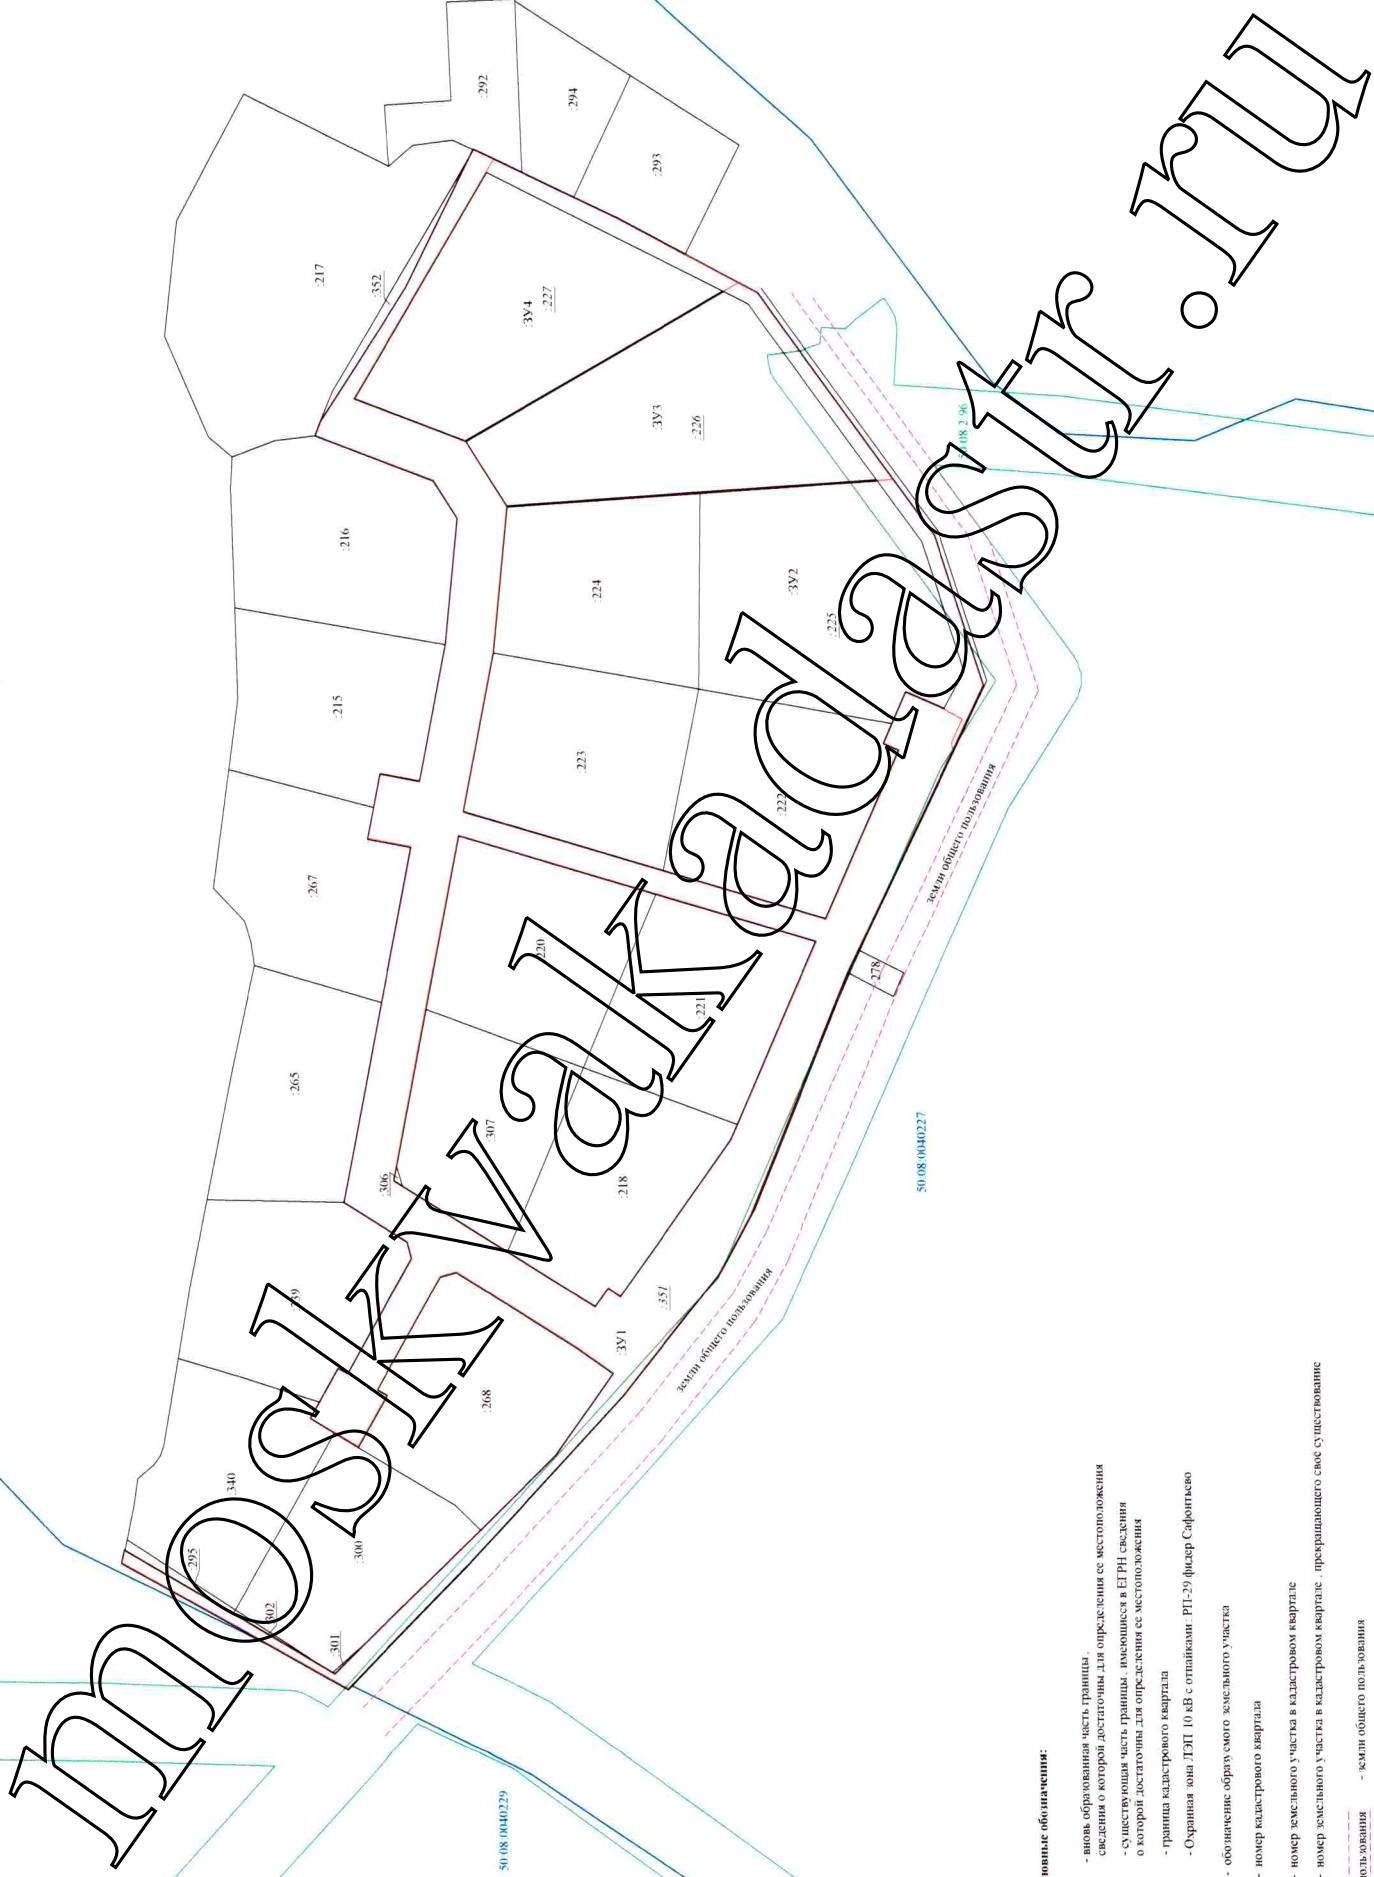 :292
:294
:293
:217
:352
:ЗУ4
:227
:ЗУ3
:226
:216
:224
:ЗУ2
:225
:215
:223
:222
:267
:220
:221
:278
земли общего пользования
:265
:307
:306
:218
50:08:0040227
:351
:ЗУ1
земли общего пользования
:268
:340
:295
:300
:302
:301
50:08:0040229
moskvakadastr.ru
обозначения:
- вновь образованная часть границы,
сведения о которой достаточны для определения ее местоположения
- существующая часть границы, имеющиеся в ЕГРН сведения
о которой достаточны для определения ее местоположения
- граница кадастрового квартала
- Охранная зона ЛЭП 10 кВ с отпайками: РП-29 фидер Сафонтьево
- обозначение образуемого земельного участка
- номер кадастрового квартала
- номер земельного участка в кадастровом квартале
- номер земельного участка в кадастровом квартале , прекращающего своё существование
- земли общего пользования